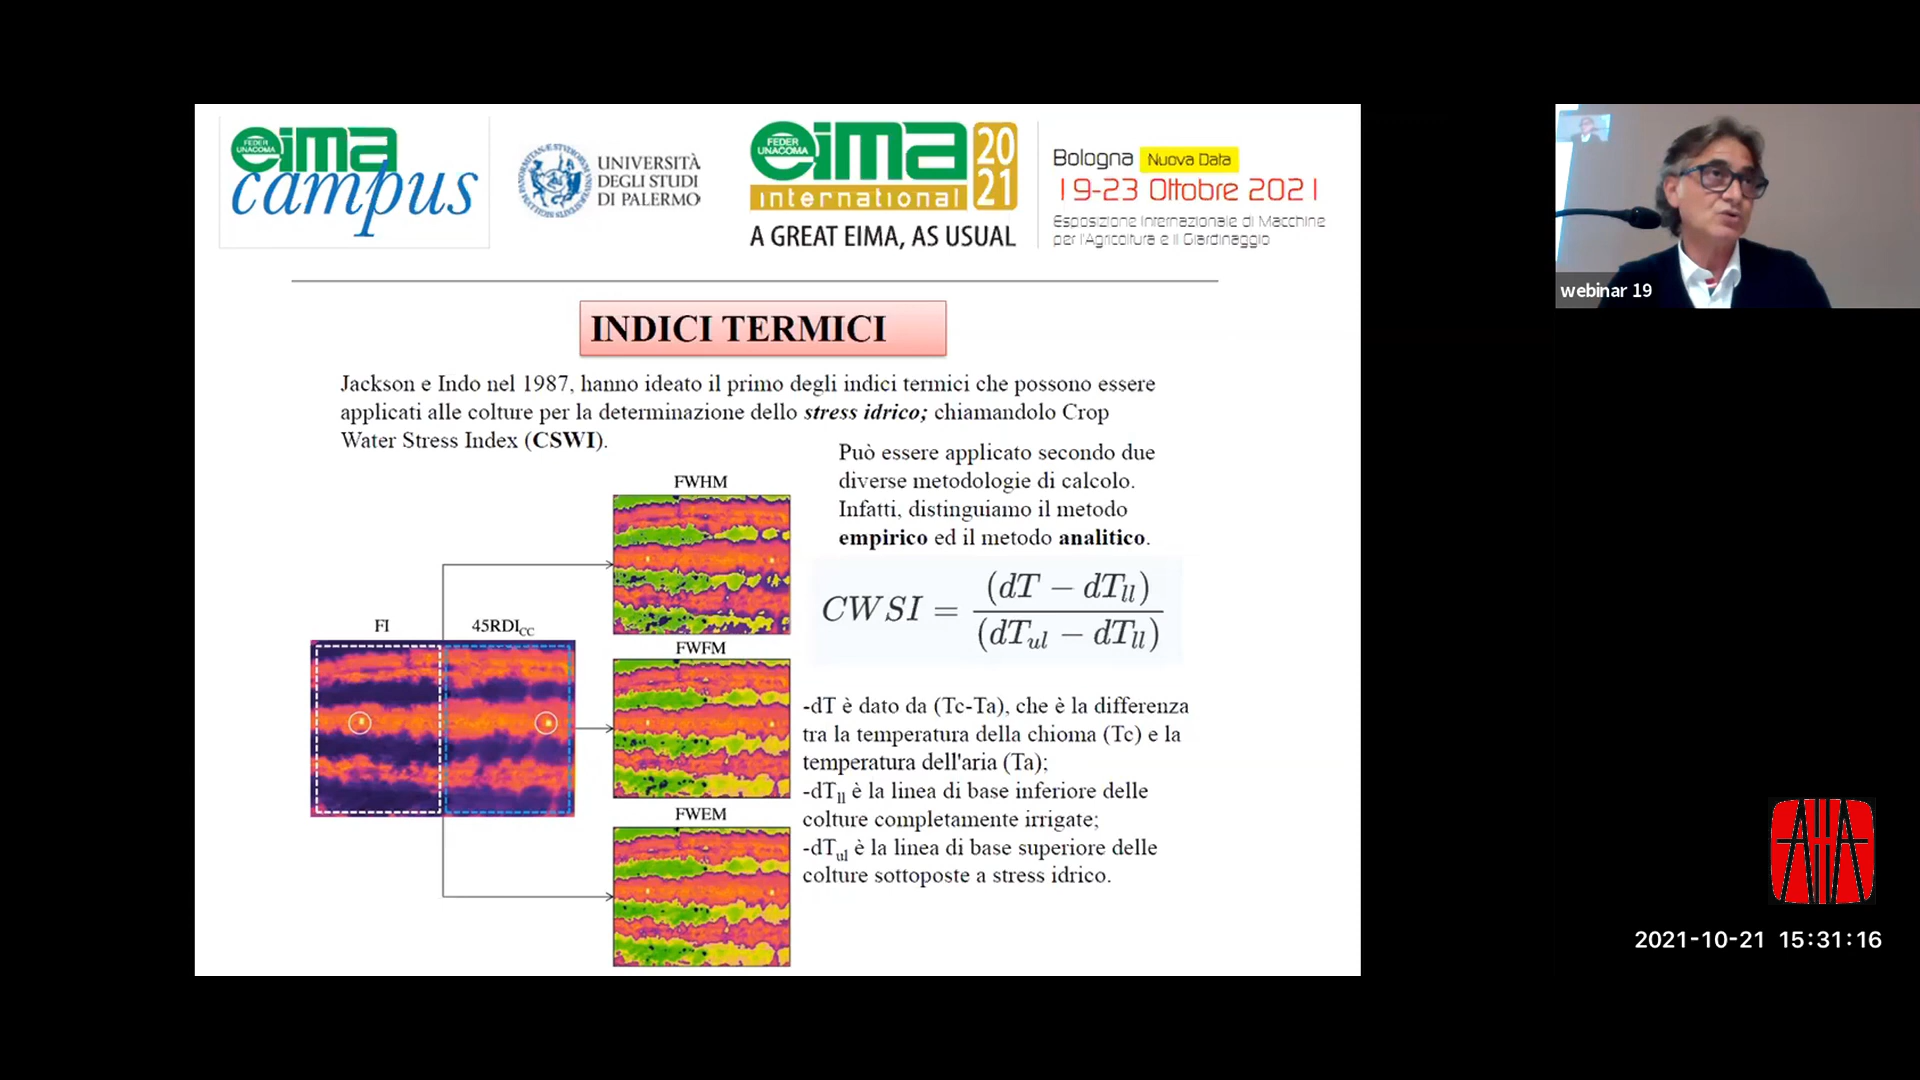 FEDER
UNACOMA
eima
campus
UNIVERSITÀ
DEGLI STUDI
DI PALERMO
FEDER
UNACOMA
eima
20
21
international
A GREAT EIMA, AS USUAL
Bologna Nuova Data
19-23 Ottobre 2021
Esposizione Internazionale di Macchine
per l'Agricoltura e il Giardinaggio
webinar 19
INDICI TERMICI
Jackson e Indo nel 1987, hanno ideato il primo degli indici termici che possono essere
applicati alle colture per la determinazione dello stress idrico; chiamandolo Crop
Water Stress Index (CSWI).
Può essere applicato secondo due
diverse metodologie di calcolo.
Infatti, distinguiamo il metodo
empirico ed il metodo analitico.
FWHM
FI
45RDICC
FWFM
FWEM
CWSI = (dT − dTll) / (dTul − dTll)
-dT è dato da (Tc-Ta), che è la differenza
tra la temperatura della chioma (Tc) e la
temperatura dell'aria (Ta);
-dTll è la linea di base inferiore delle
colture completamente irrigate;
-dTul è la linea di base superiore delle
colture sottoposte a stress idrico.
2021-10-21 15:31:16